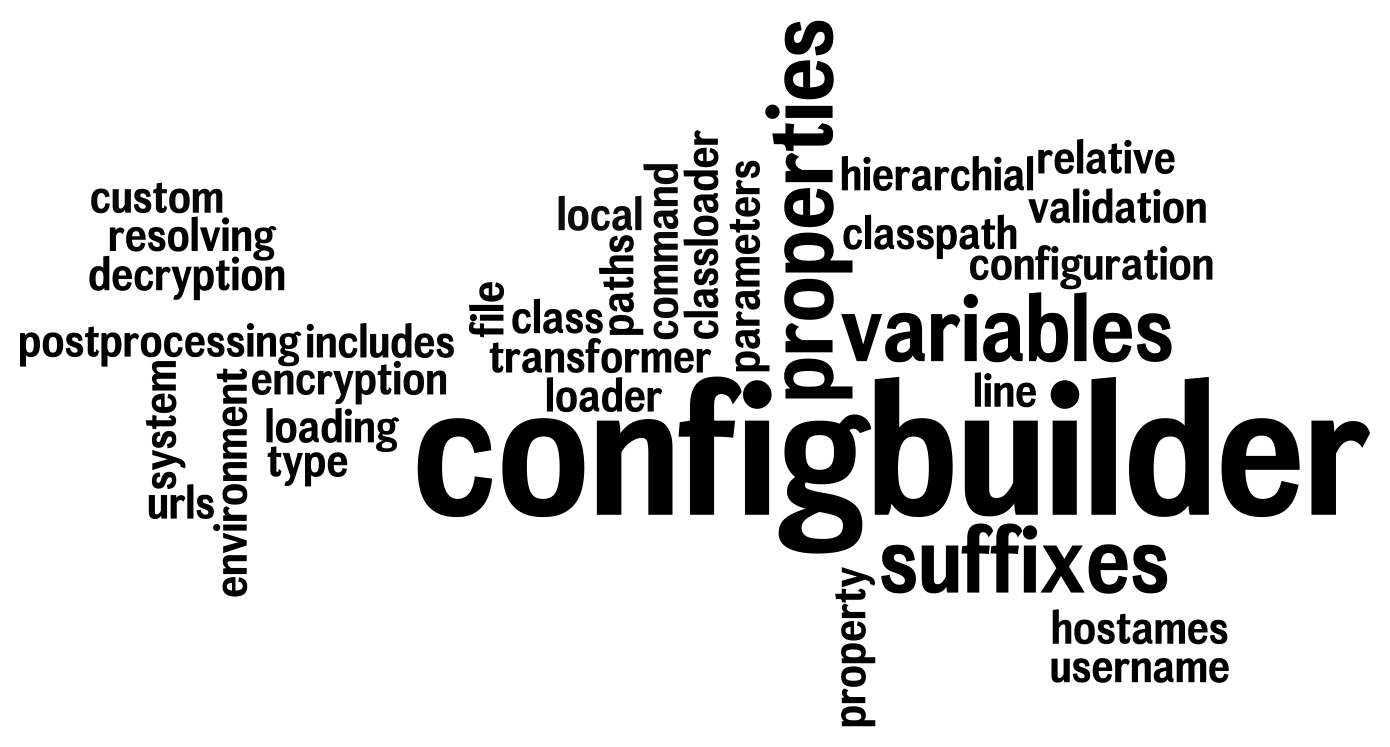 custom
resolving
decryption
postprocessing
includes
encryption
system
environment
loading
type
urls
file
class
local
paths
command
classloader
parameters
transformer
loader
properties
hierarchial
relative
validation
classpath
configuration
variables
line
configbuilder
suffixes
property
hostames
username